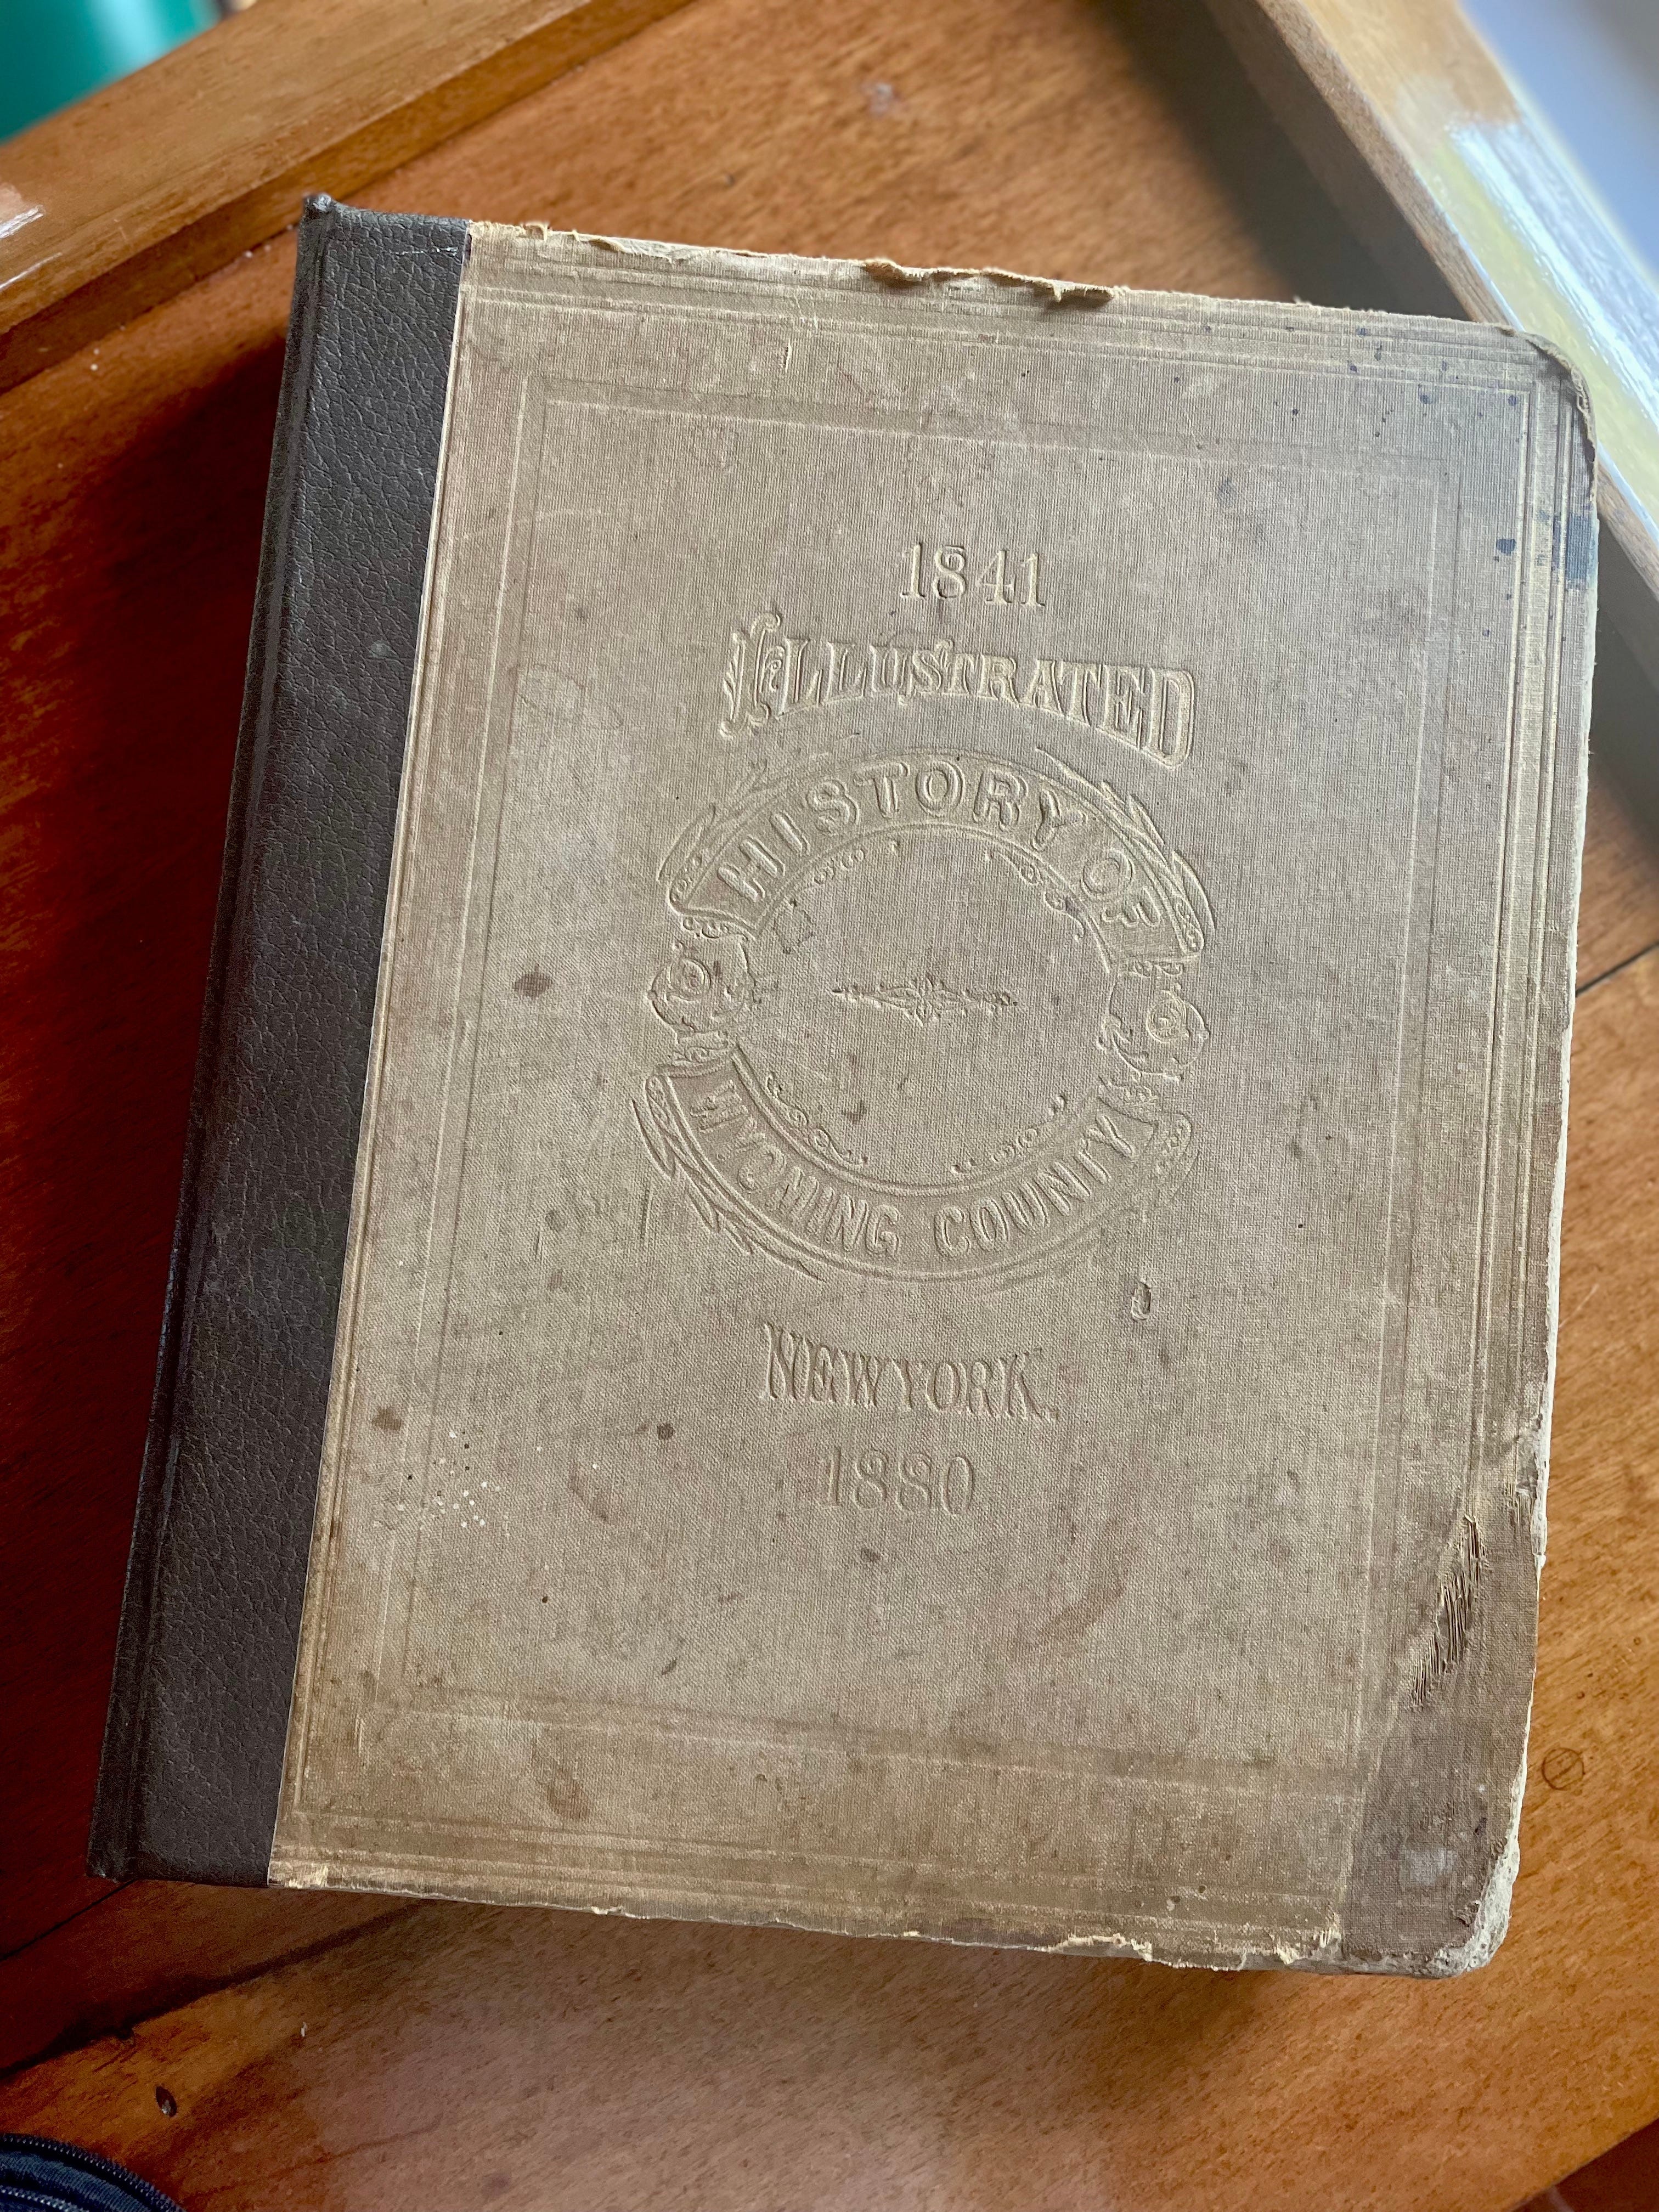 1841
ILLUSTRATED
HISTORY OF
WYOMING COUNTY
NEW YORK.
1880